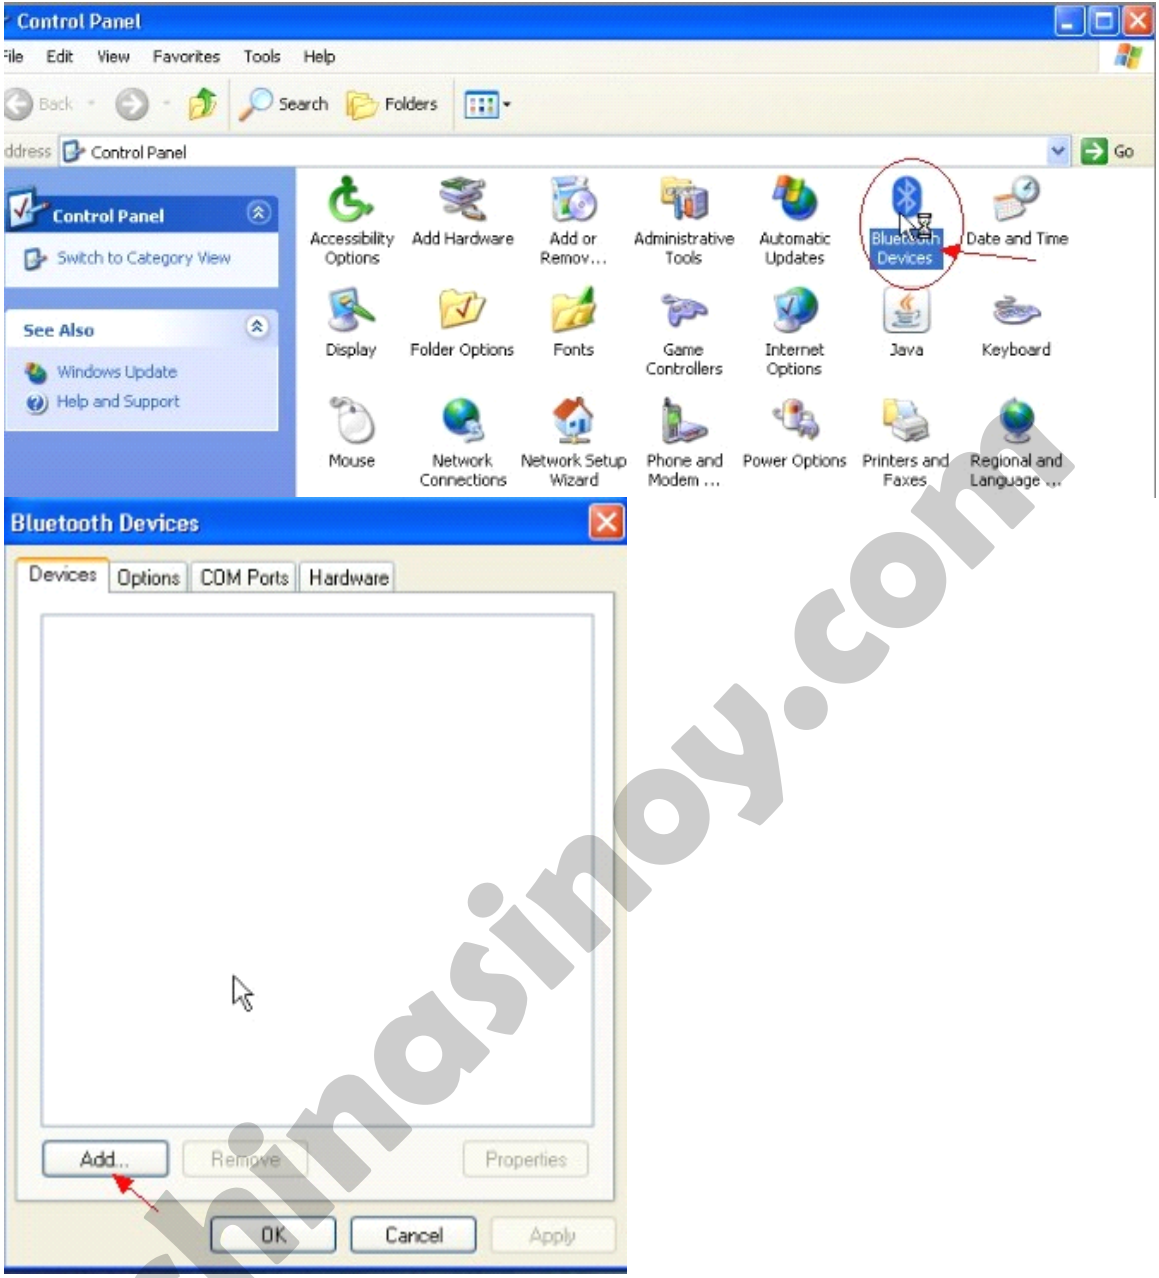 Control Panel
File Edit View Favorites Tools Help
Back Search Folders
ddress Control Panel Go
Control Panel
Switch to Category View
See Also
Windows Update
Help and Support
Accessibility Options
Add Hardware
Add or Remov...
Administrative Tools
Automatic Updates
Bluetooth Devices
Date and Time
Display
Folder Options
Fonts
Game Controllers
Internet Options
Java
Keyboard
Mouse
Network Connections
Network Setup Wizard
Phone and Modem ...
Power Options
Printers and Faxes
Regional and Language ...
Bluetooth Devices
Devices Options COM Ports Hardware
Add... Remove Properties
OK Cancel Apply
hinasinoy.com